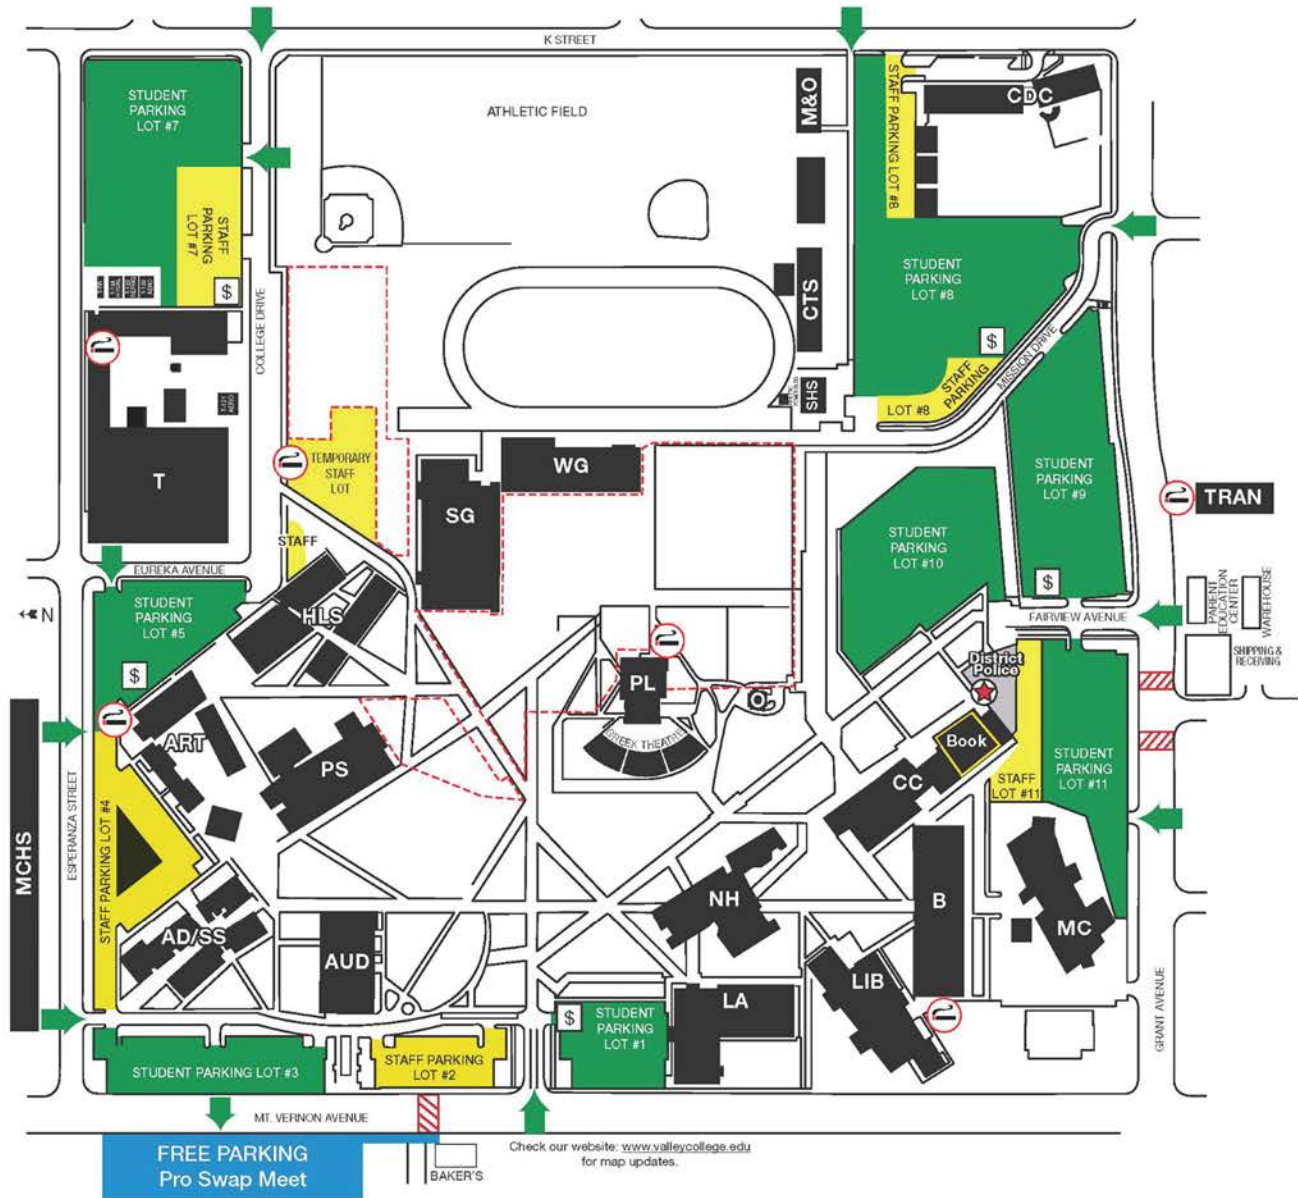 K STREET
STUDENT
PARKING
LOT #7
ATHLETIC FIELD
M&O
STAFF PARKING LOT #8
CDC
STAFF
PARKING
LOT #7
$
COLLEGE DRIVE
CTS
STUDENT
PARKING
LOT #8
$
MISSION DRIVE
STAFF
PARKING
LOT #8
SHS
T-121
AERO
T
TEMPORARY
STAFF
LOT
WG
SG
STUDENT
PARKING
LOT #9
TRAN
STAFF
STUDENT
PARKING
LOT #10
EUREKA AVENUE
$
N
STUDENT
PARKING
LOT #5
HLS
FAIRVIEW AVENUE
PARENT
EDUCATION
CENTER
WAREHOUSE
SHIPPING &
RECEIVING
$
PL
District
Police
O
GREEK THEATRE
ART
PS
Book
CC
STAFF
LOT #11
STUDENT
PARKING
LOT #11
MCHS
ESPERANZA STREET
STAFF PARKING LOT #4
NH
B
MC
AD/SS
AUD
LIB
LA
$
STUDENT
PARKING
LOT #1
GRANT AVENUE
STUDENT PARKING LOT #3
STAFF PARKING
LOT #2
MT. VERNON AVENUE
FREE PARKING
Pro Swap Meet
BAKER'S
Check our website: www.valleycollege.edu
for map updates.